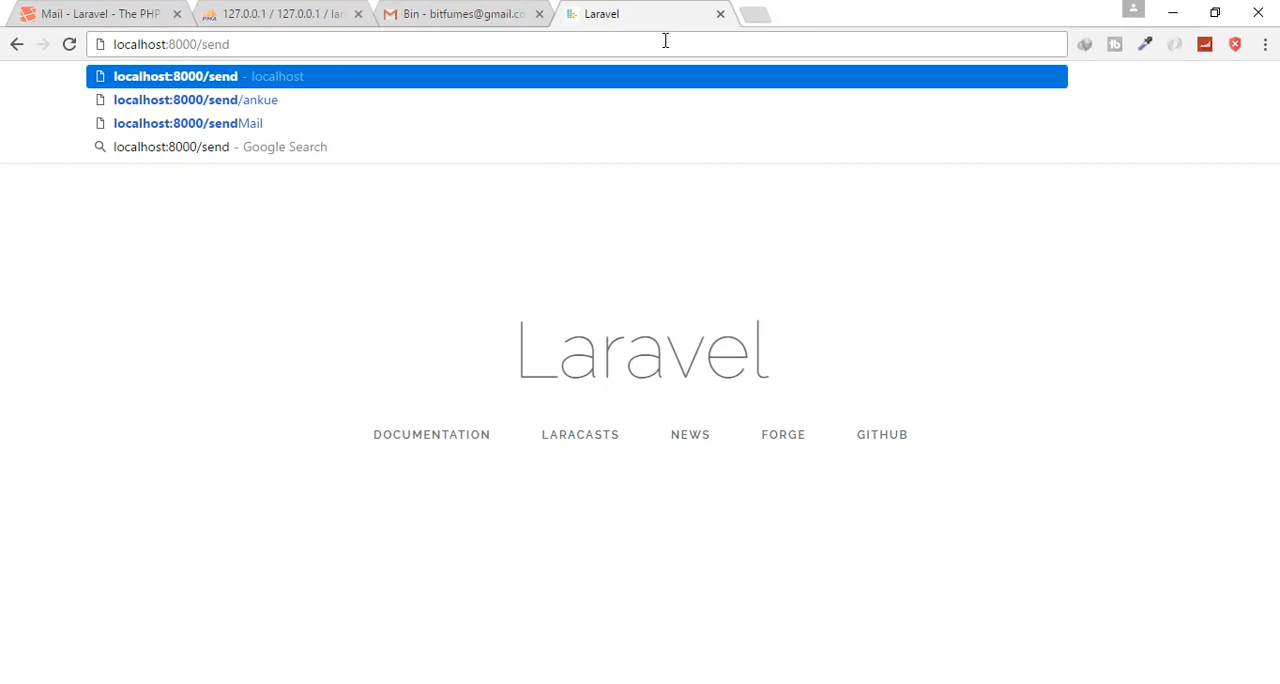 Mail - Laravel - The PHP
127.0.0.1 / 127.0.0.1 / lar
Bin - bitfumes@gmail.co
Laravel
localhost:8000/send
localhost:8000/send - localhost
localhost:8000/send/ankue
localhost:8000/sendMail
localhost:8000/send - Google Search
Laravel
DOCUMENTATION LARACASTS NEWS FORGE GITHUB